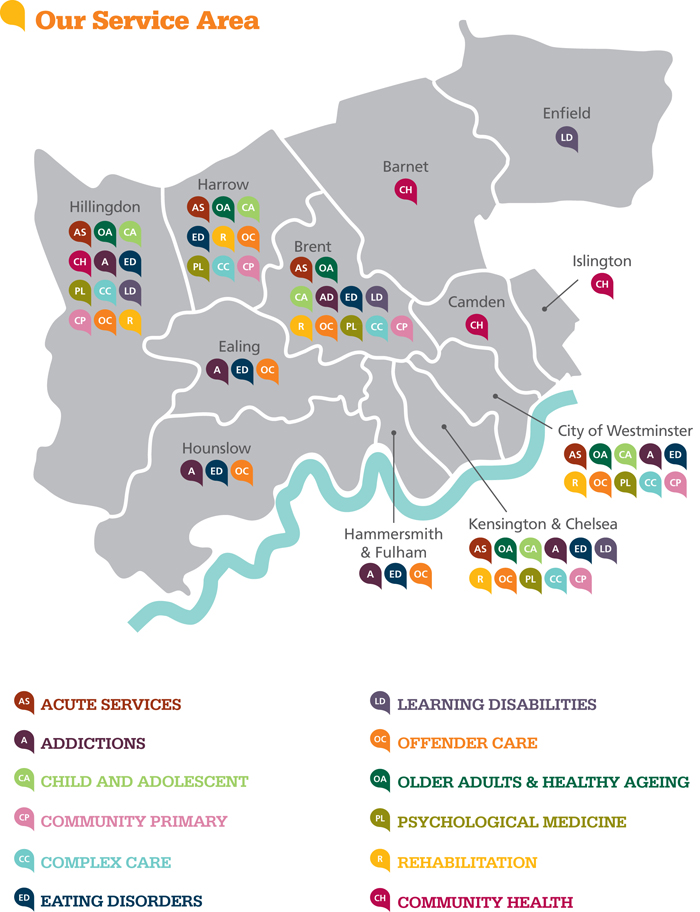 Our Service Area
Enfield
LD
Barnet
CH
Harrow
AS OA CA
ED R OC
PL CC CP
Hillingdon
AS OA CA
CH A ED
PL CC LD
CP OC R
Brent
AS OA
CA AD ED LD
R OC PL CC CP
Islington
CH
Camden
CH
Ealing
A ED OC
City of Westminster
AS OA CA A ED
R OC PL CC CP
Hounslow
A ED OC
Kensington & Chelsea
AS OA CA A ED LD
R OC PL CC CP
Hammersmith
& Fulham
A ED OC
AS ACUTE SERVICES
A ADDICTIONS
CA CHILD AND ADOLESCENT
CP COMMUNITY PRIMARY
CC COMPLEX CARE
ED EATING DISORDERS
LD LEARNING DISABILITIES
OC OFFENDER CARE
OA OLDER ADULTS & HEALTHY AGEING
PL PSYCHOLOGICAL MEDICINE
R REHABILITATION
CH COMMUNITY HEALTH